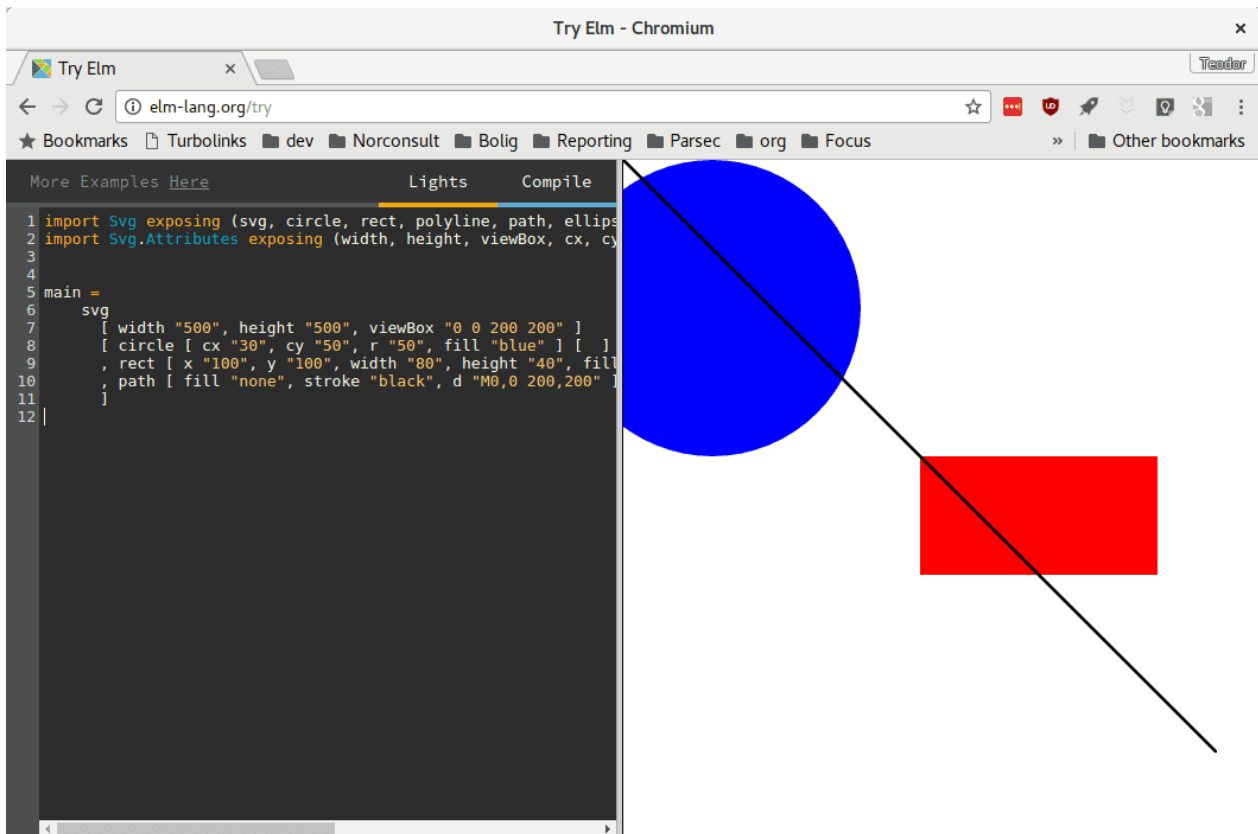 Try Elm - Chromium
Try Elm
Teodor
elm-lang.org/try
Bookmarks Turbolinks dev Norconsult Bolig Reporting Parsec org Focus » Other bookmarks
More Examples Here Lights Compile
1 import Svg exposing (svg, circle, rect, polyline, path, ellips
2 import Svg.Attributes exposing (width, height, viewBox, cx, cy
3
4
5 main =
6 svg
7 [ width "500", height "500", viewBox "0 0 200 200" ]
8 [ circle [ cx "30", cy "50", r "50", fill "blue" ] [ ]
9 , rect [ x "100", y "100", width "80", height "40", fill
10 , path [ fill "none", stroke "black", d "M0,0 200,200" ]
11 ]
12